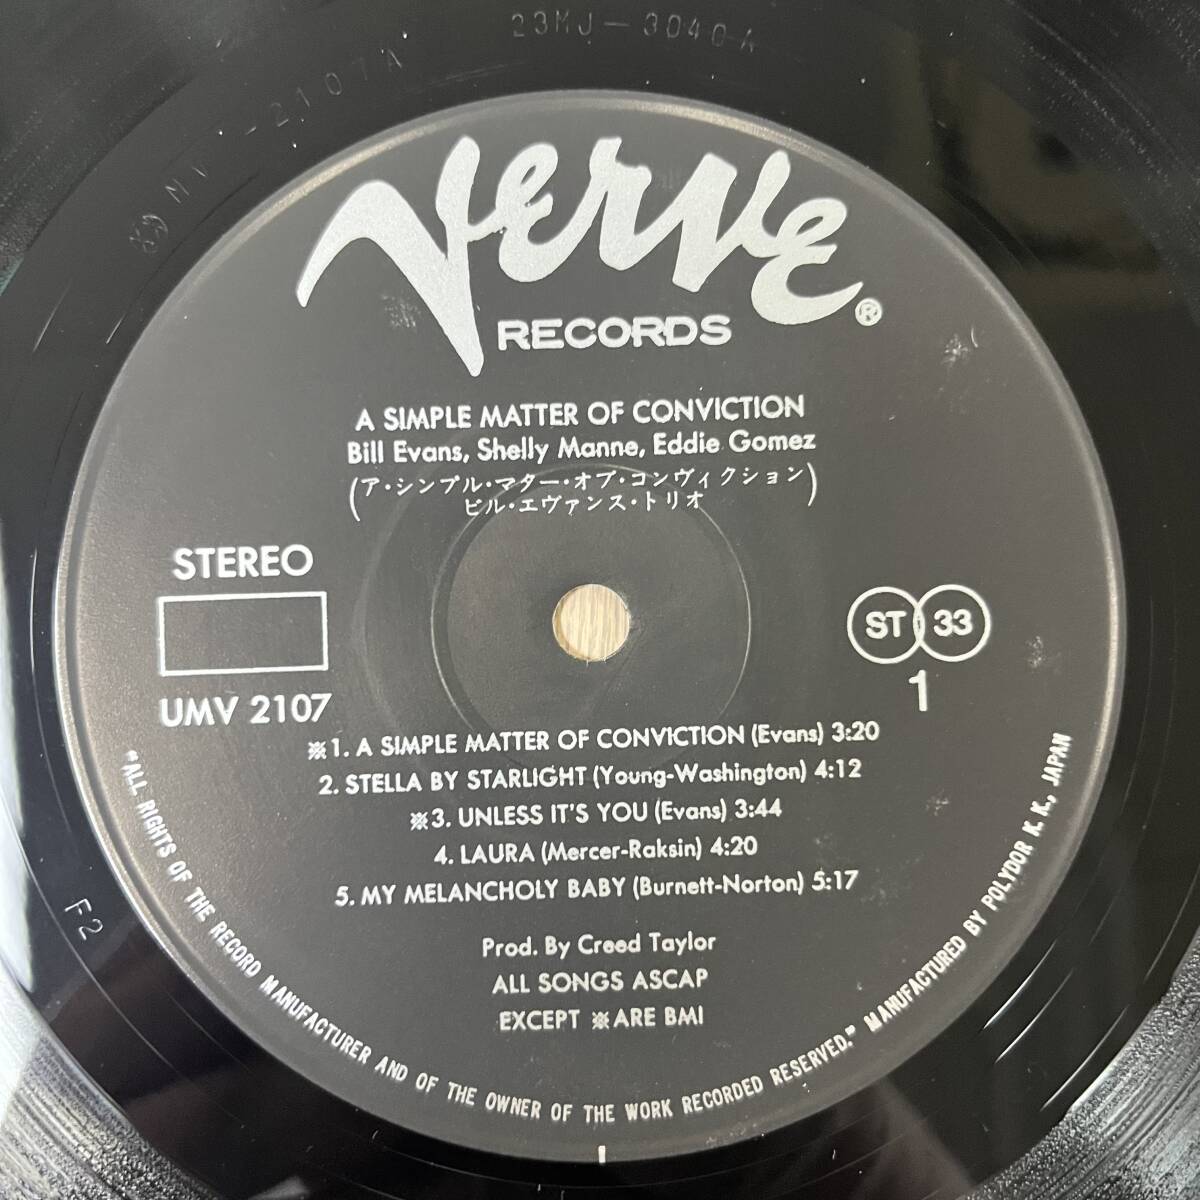 23MJ-3040A
Verve®
RECORDS
A SIMPLE MATTER OF CONVICTION
Bill Evans, Shelly Manne, Eddie Gomez
(ア・シンプル・マター・オブ・コンヴィクション
ビル・エヴァンス・トリオ)
STEREO
UMV 2107
ST 33
1
※1. A SIMPLE MATTER OF CONVICTION (Evans) 3:20
2. STELLA BY STARLIGHT (Young-Washington) 4:12
※3. UNLESS IT'S YOU (Evans) 3:44
4. LAURA (Mercer-Raksin) 4:20
5. MY MELANCHOLY BABY (Burnett-Norton) 5:17
Prod. By Creed Taylor
ALL SONGS ASCAP
EXCEPT ※ARE BMI
"ALL RIGHTS OF THE RECORD MANUFACTURER AND OF THE OWNER OF THE WORK RECORDED RESERVED." MANUFACTURED BY POLYDOR K. K., JAPAN
F2